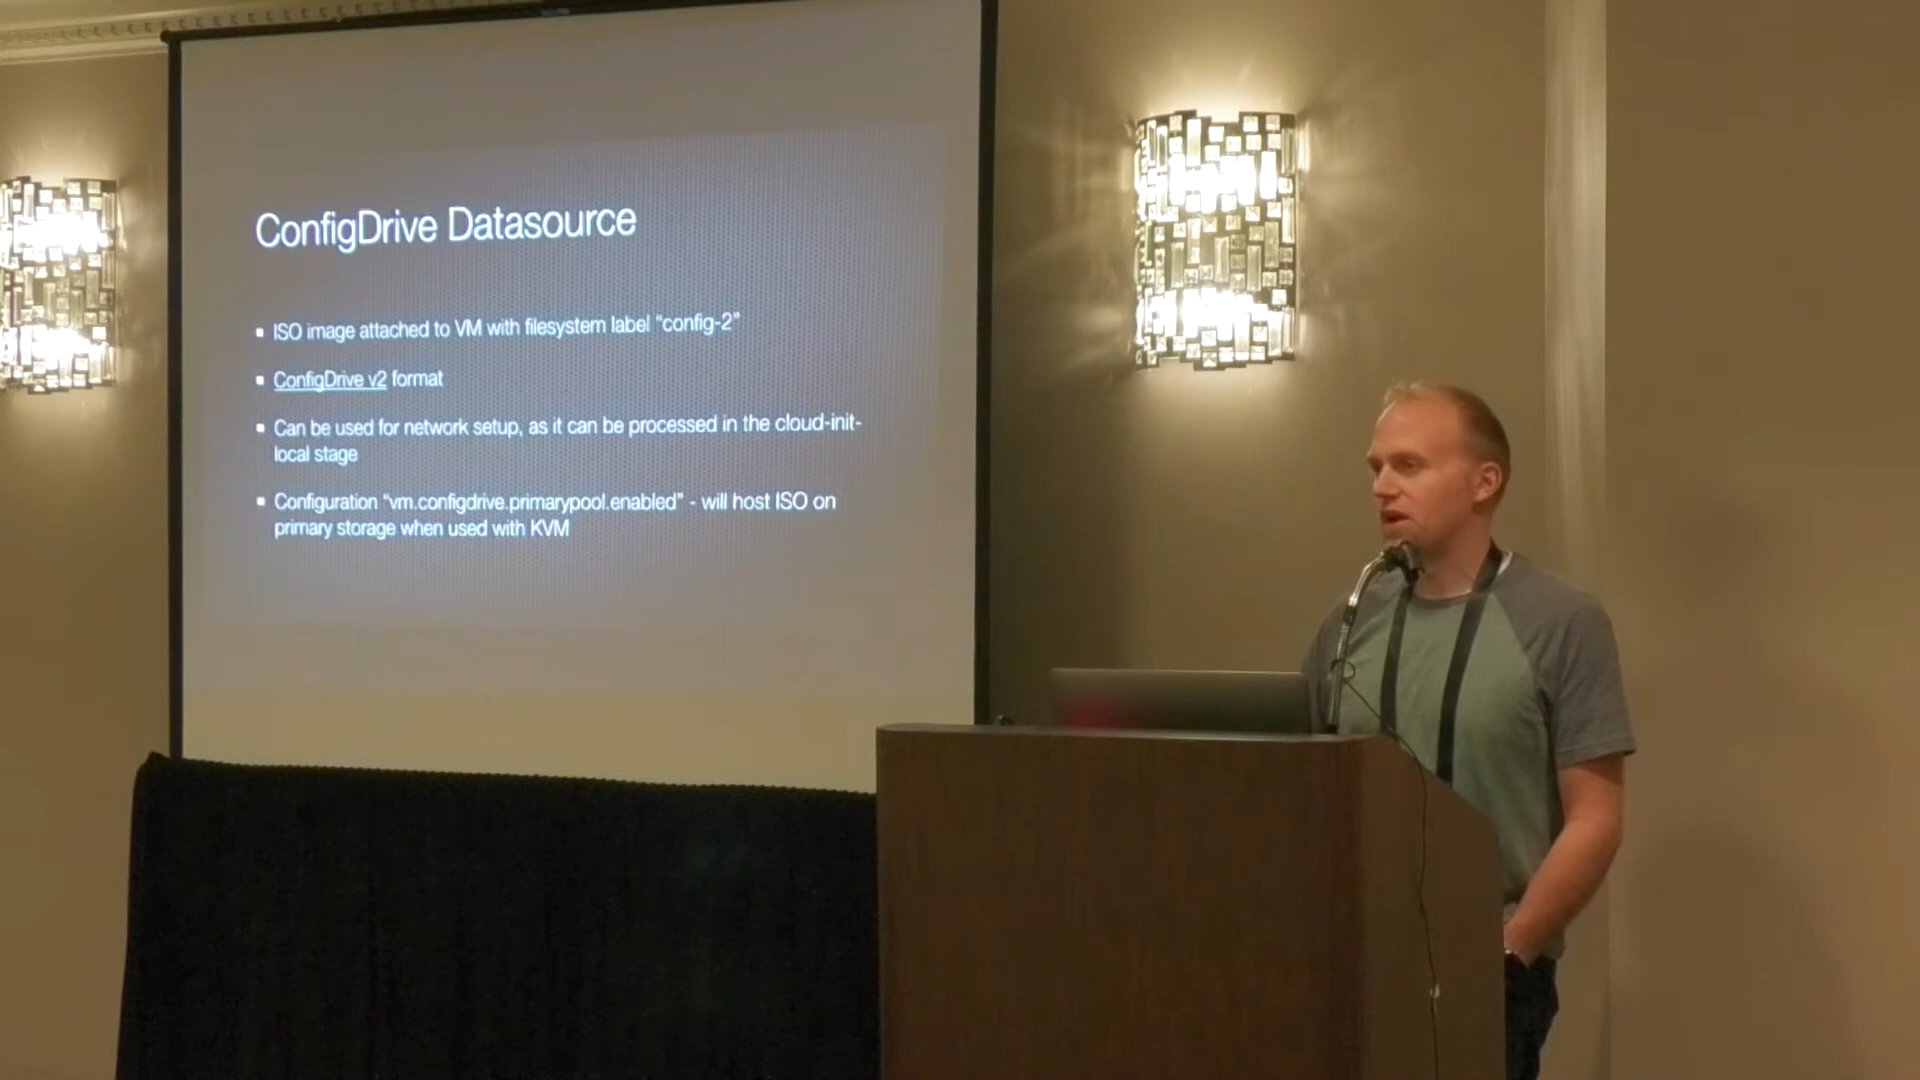 ConfigDrive Datasource
▪ ISO image attached to VM with filesystem label “config-2”
▪ ConfigDrive v2 format
▪ Can be used for network setup, as it can be processed in the cloud-init-
local stage
▪ Configuration “vm.configdrive.primarypool.enabled” - will host ISO on
primary storage when used with KVM